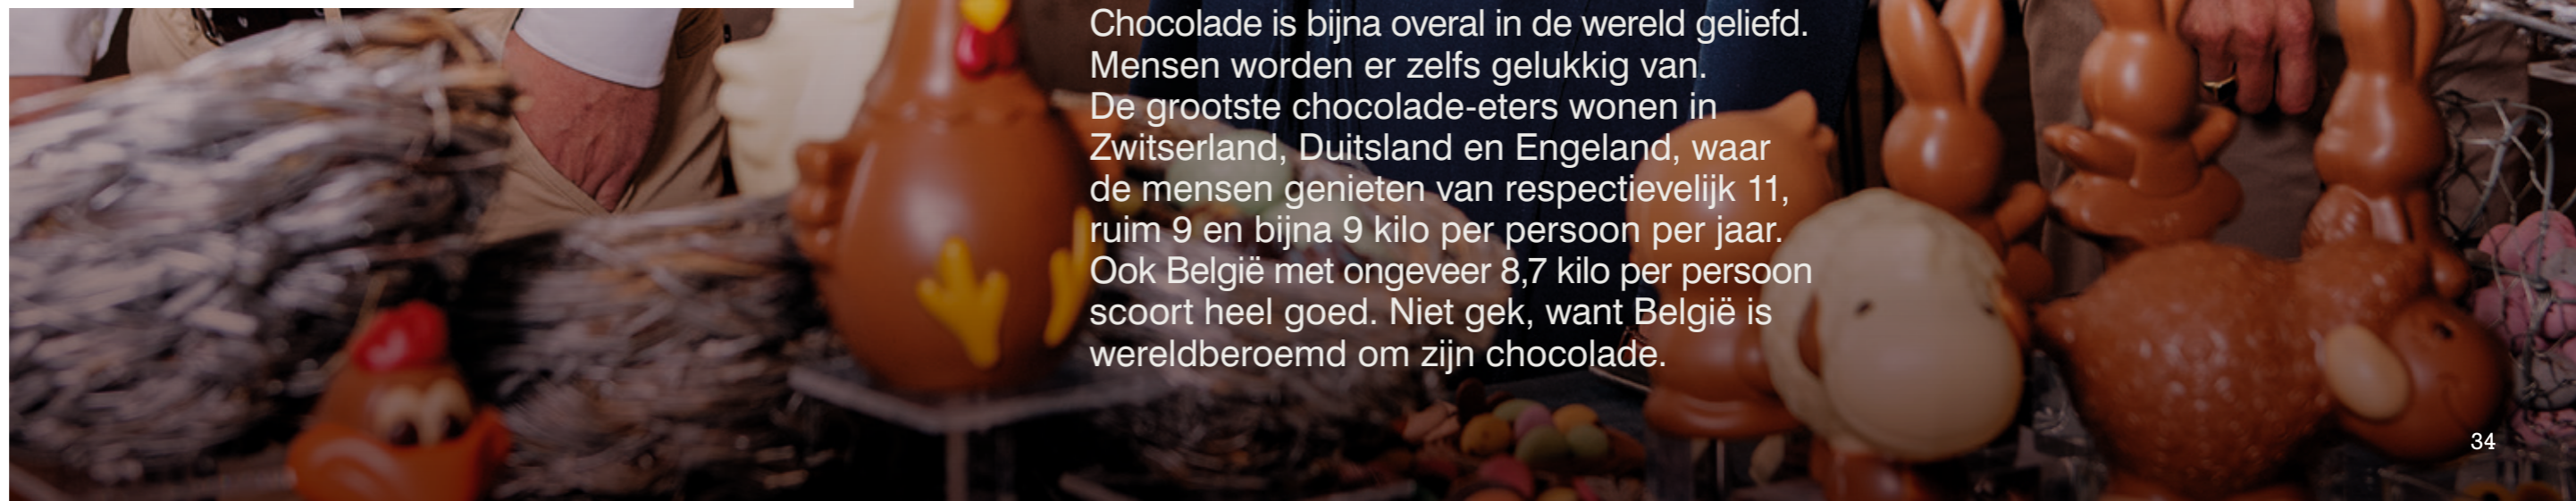 Chocolade is bijna overal in de wereld geliefd.
Mensen worden er zelfs gelukkig van.
De grootste chocolade-eters wonen in
Zwitserland, Duitsland en Engeland, waar
de mensen genieten van respectievelijk 11,
ruim 9 en bijna 9 kilo per persoon per jaar.
Ook België met ongeveer 8,7 kilo per persoon
scoort heel goed. Niet gek, want België is
wereldberoemd om zijn chocolade.
34